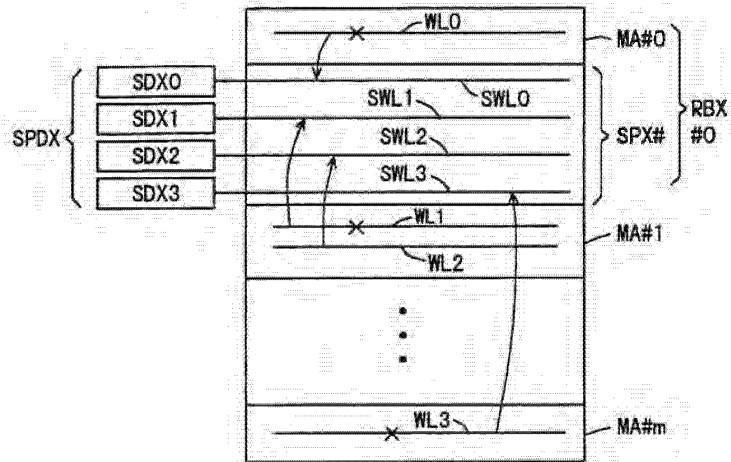 WL0
MA#0
SDX0
SWL0
SDX1
SWL1
SPDX
SPX#
RBX
#0
SDX2
SWL2
SDX3
SWL3
WL1
MA#1
WL2
WL3
MA#m